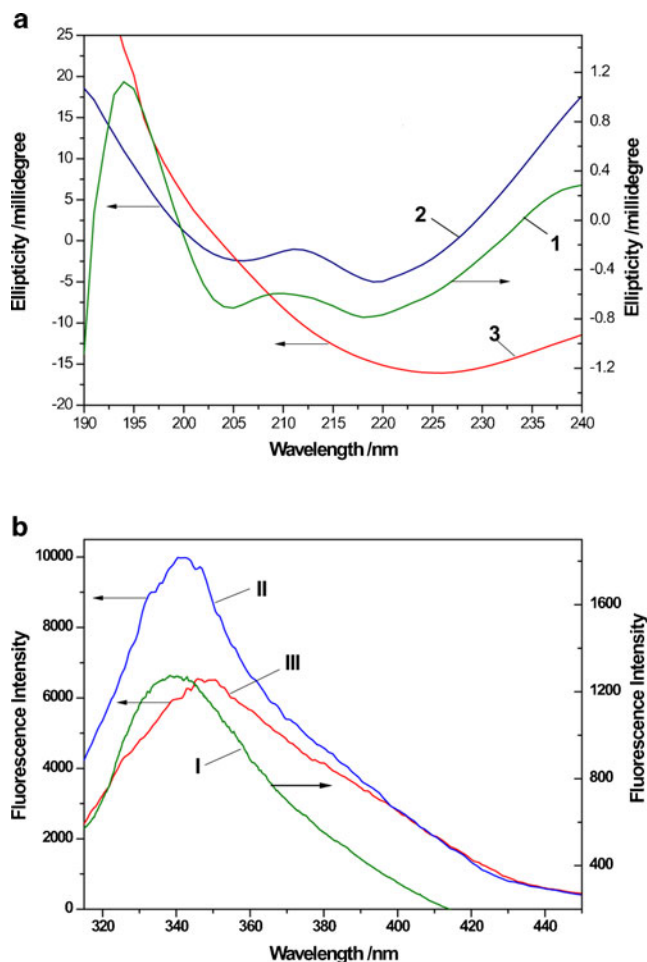 a
25
20
15
10
5
0
-5
-10
-15
-20
Ellipticity /millidegree
1.2
0.8
0.4
0.0
-0.4
-0.8
-1.2
Ellipticity /millidegree
2
1
3
190 195 200 205 210 215 220 225 230 235 240
Wavelength /nm
b
10000
8000
6000
4000
2000
0
Fluorescence Intensity
1600
1200
800
400
Fluorescence Intensity
II
III
I
320 340 360 380 400 420 440
Wavelength /nm